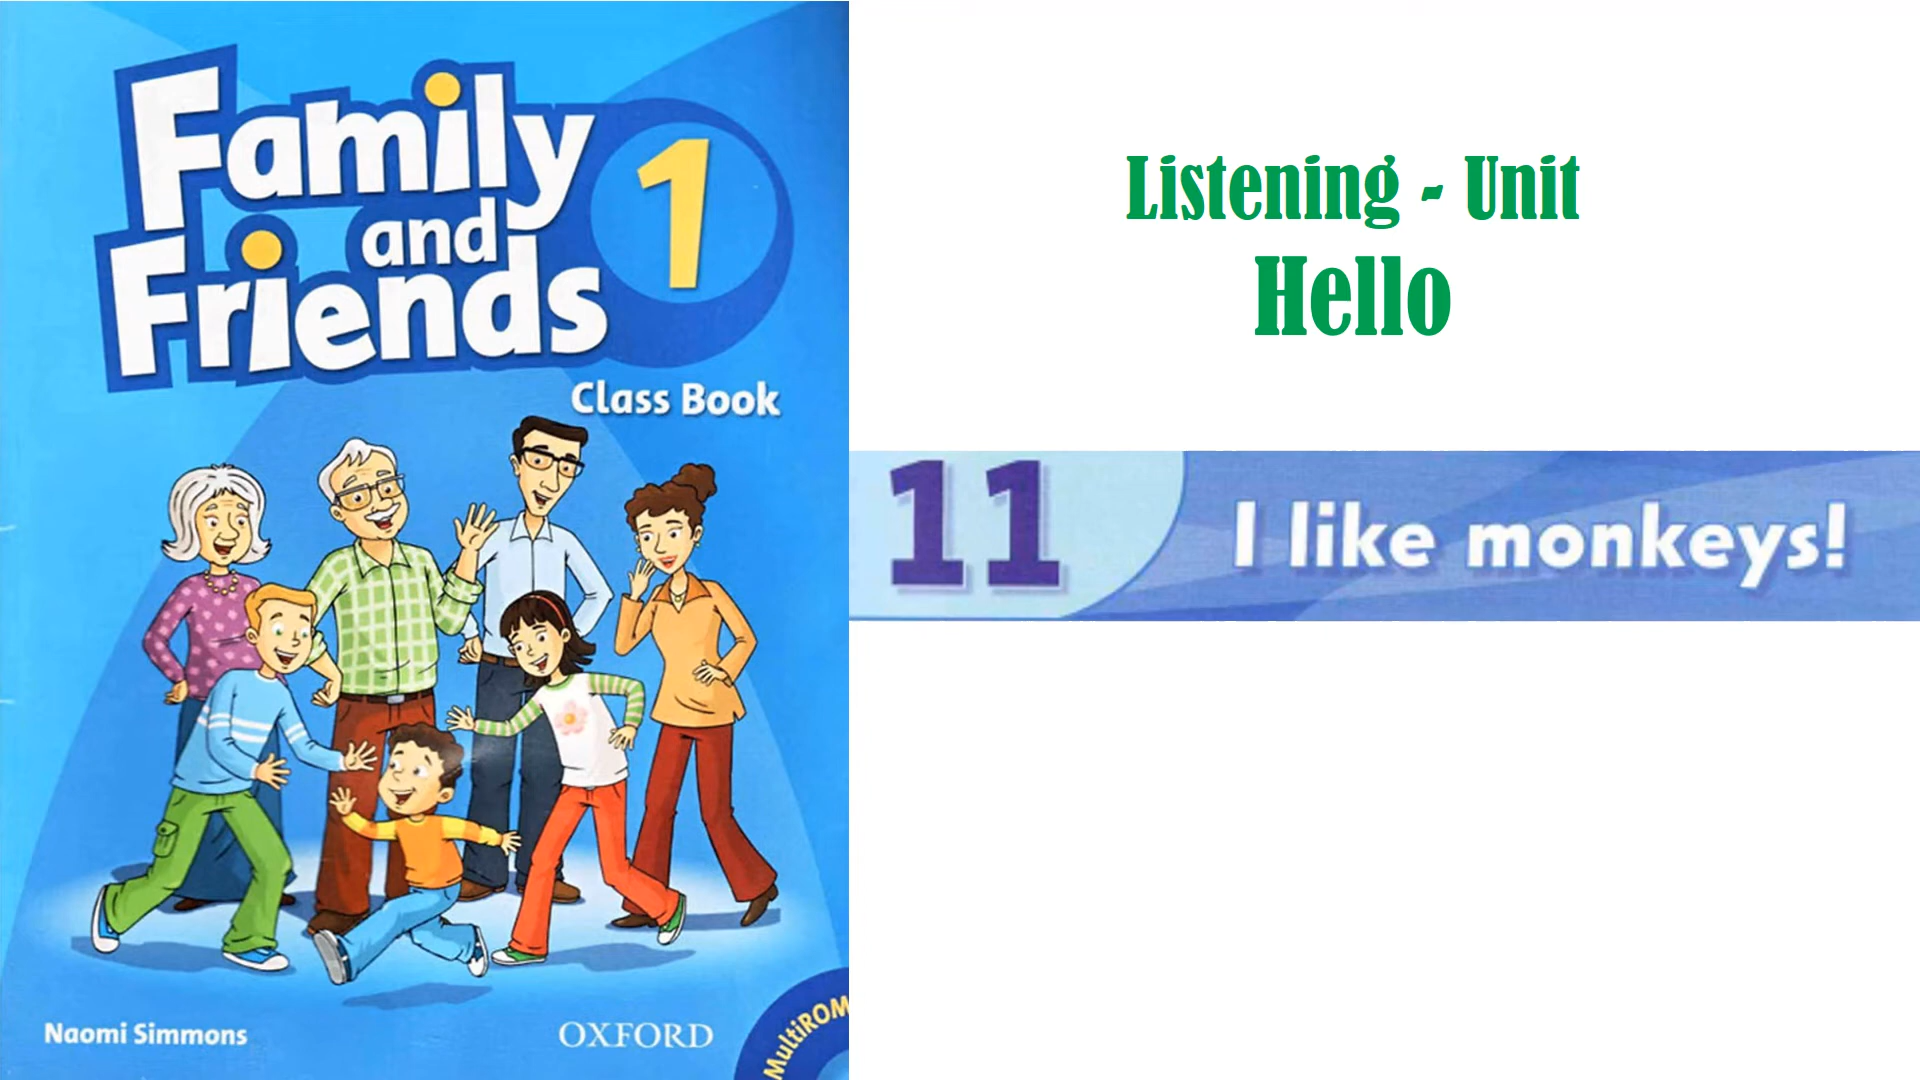 Family
and
Friends
1
Class Book
Naomi Simmons
OXFORD
MultiROM
Listening - Unit
Hello
11 I like monkeys!